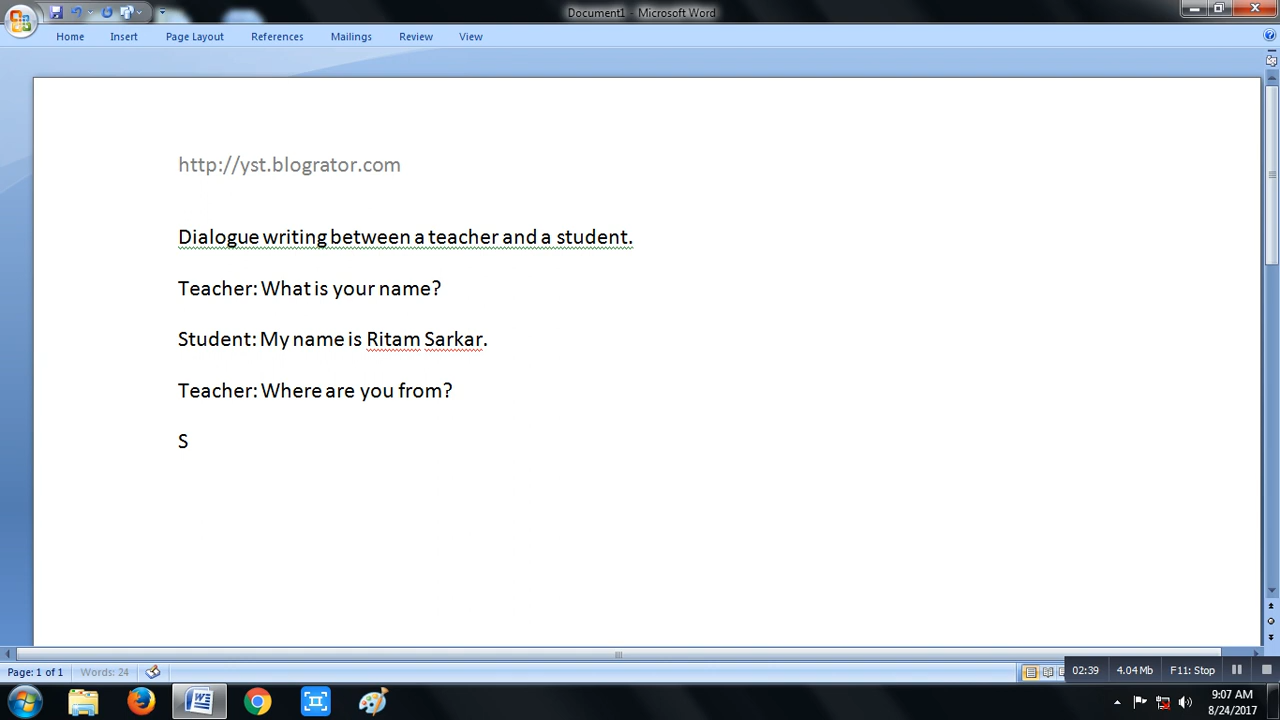 Document1 - Microsoft Word
Home Insert Page Layout References Mailings Review View
http://yst.blogrator.com
Dialogue writing between a teacher and a student.
Teacher: What is your name?
Student: My name is Ritam Sarkar.
Teacher: Where are you from?
S
Page: 1 of 1 Words: 24 02:39 4.04 Mb F11: Stop
9:07 AM
8/24/2017